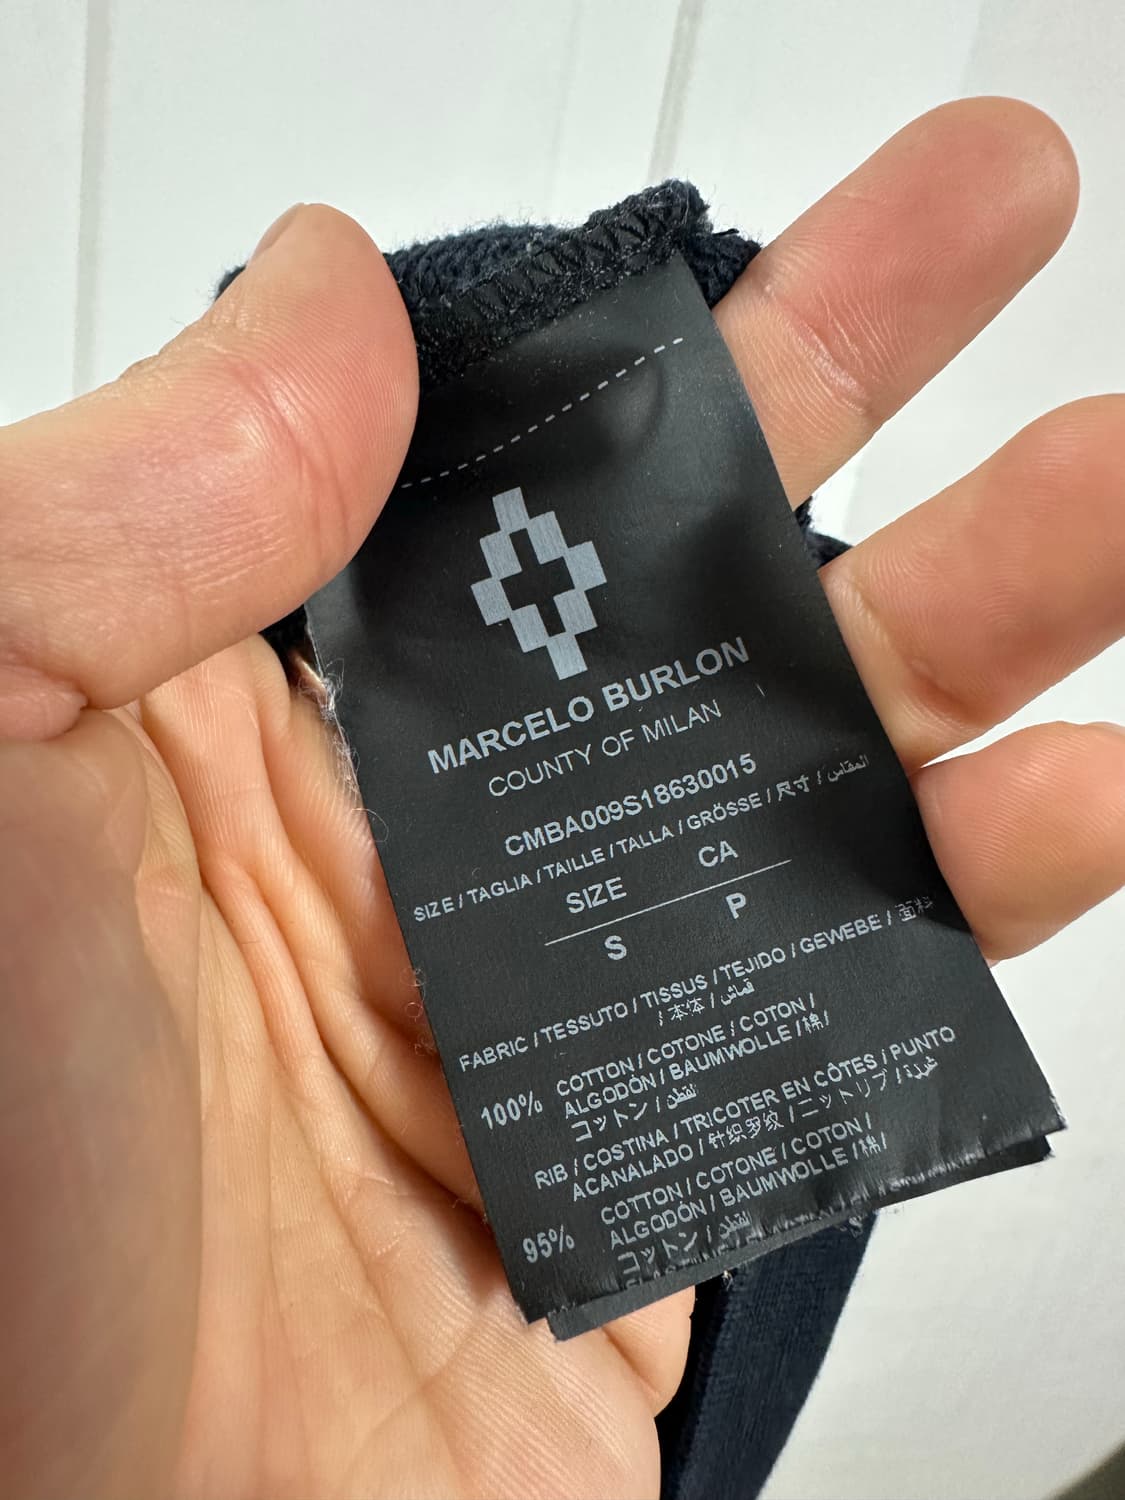 MARCELO BURLON
COUNTY OF MILAN
CMBA009S18630015
SIZE / TAGLIA / TAILLE / TALLA / GRÖSSE / 尺寸 / المقاس
SIZE CA
S P
FABRIC / TESSUTO / TISSUS / TEJIDO / GEWEBE / 面料
/ 本体 / قماش
100% COTTON / COTONE / COTON /
ALGODÓN / BAUMWOLLE / 棉/
コットン / القطن
RIB / COSTINA / TRICOTER EN CÔTES / PUNTO
ACANALADO / 针织罗纹 / ニットリブ /
95% COTTON / COTONE / COTON /
ALGODÓN / BAUMWOLLE / 棉/
コットン / القطن